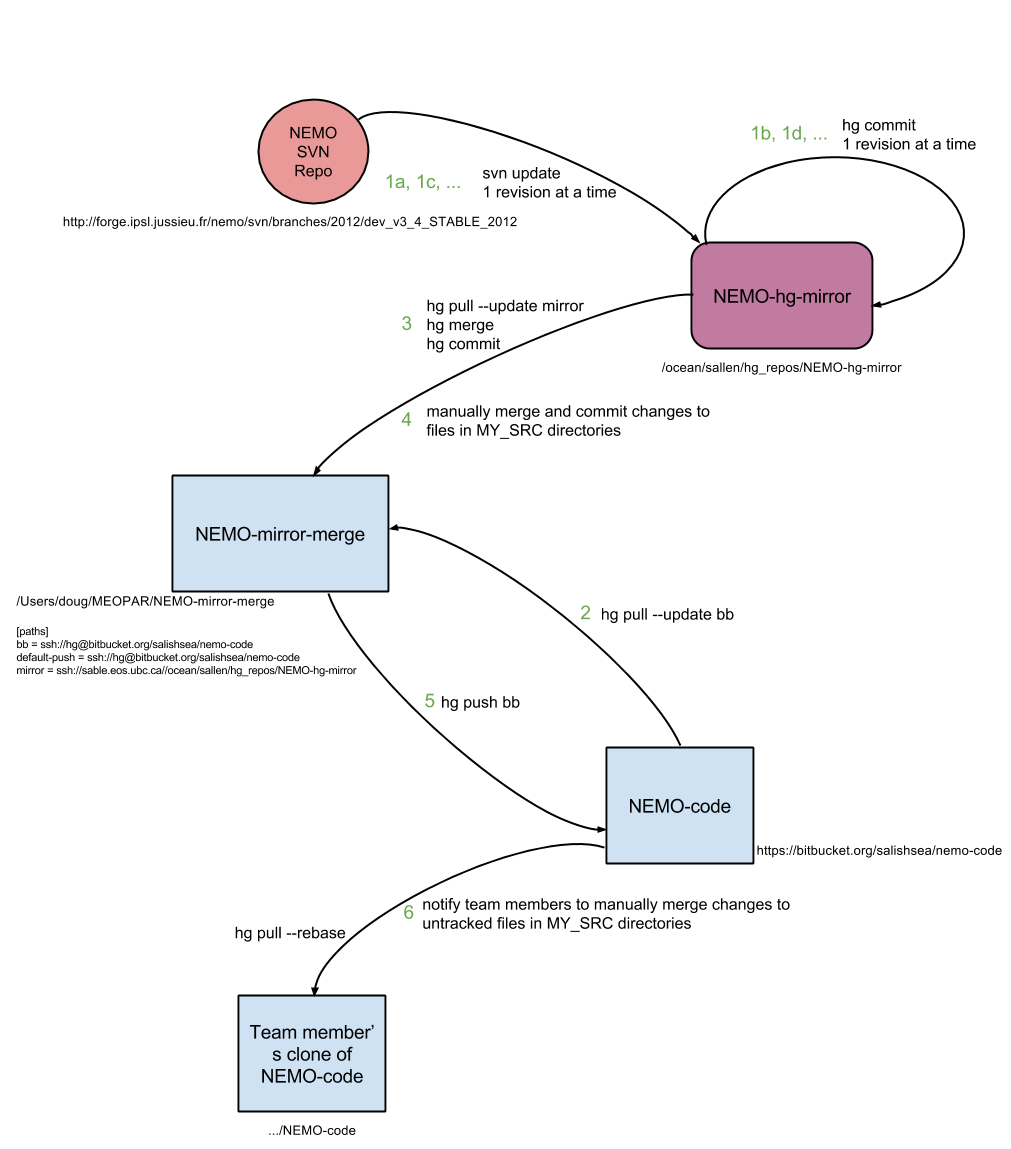 NEMO
SVN
Repo
http://forge.ipsl.jussieu.fr/nemo/svn/branches/2012/dev_v3_4_STABLE_2012
1a, 1c, ...
svn update
1 revision at a time
1b, 1d, ...
hg commit
1 revision at a time
NEMO-hg-mirror
/ocean/sallen/hg_repos/NEMO-hg-mirror
3
hg pull --update mirror
hg merge
hg commit
4
manually merge and commit changes to
files in MY_SRC directories
NEMO-mirror-merge
/Users/doug/MEOPAR/NEMO-mirror-merge
[paths]
bb = ssh://hg@bitbucket.org/salishsea/nemo-code
default-push = ssh://hg@bitbucket.org/salishsea/nemo-code
mirror = ssh://sable.eos.ubc.ca//ocean/sallen/hg_repos/NEMO-hg-mirror
2 hg pull --update bb
5 hg push bb
NEMO-code
https://bitbucket.org/salishsea/nemo-code
6
notify team members to manually merge changes to
untracked files in MY_SRC directories
hg pull --rebase
Team member'
s clone of
NEMO-code
.../NEMO-code